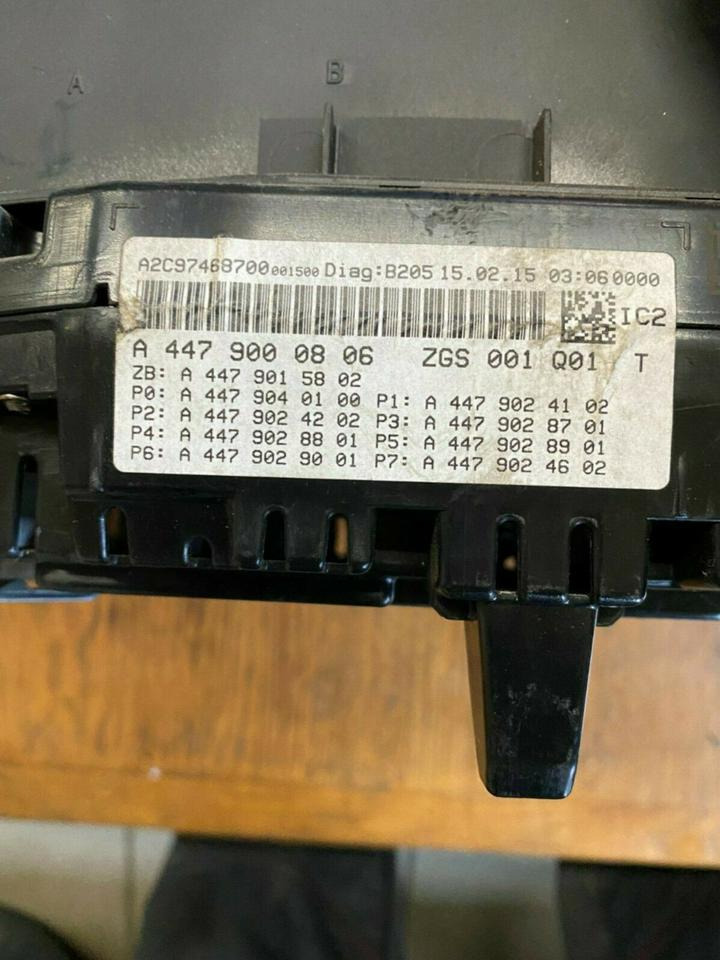 A B
A2C97468700 001500 Diag:B205 15.02.15 03:06 0000
IC2
A 447 900 08 06 ZGS 001 Q01 T
ZB: A 447 901 58 02
P0: A 447 904 01 00 P1: A 447 902 41 02
P2: A 447 902 42 02 P3: A 447 902 87 01
P4: A 447 902 88 01 P5: A 447 902 89 01
P6: A 447 902 90 01 P7: A 447 902 46 02